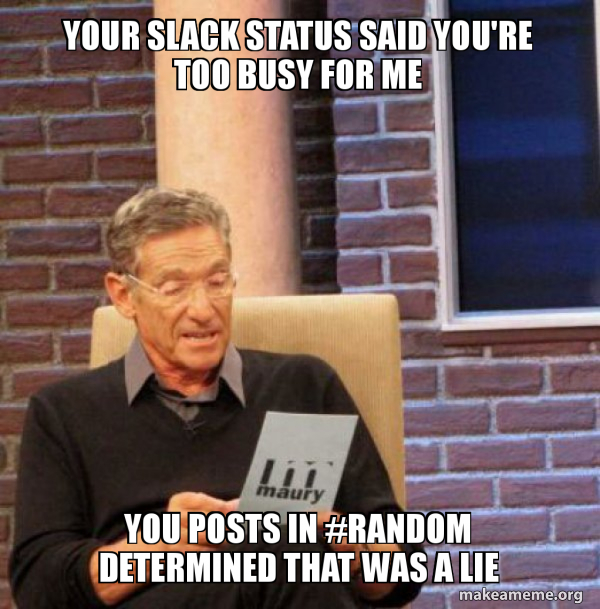 YOUR SLACK STATUS SAID YOU'RE
TOO BUSY FOR ME
maury
YOU POSTS IN #RANDOM
DETERMINED THAT WAS A LIE
makeameme.org